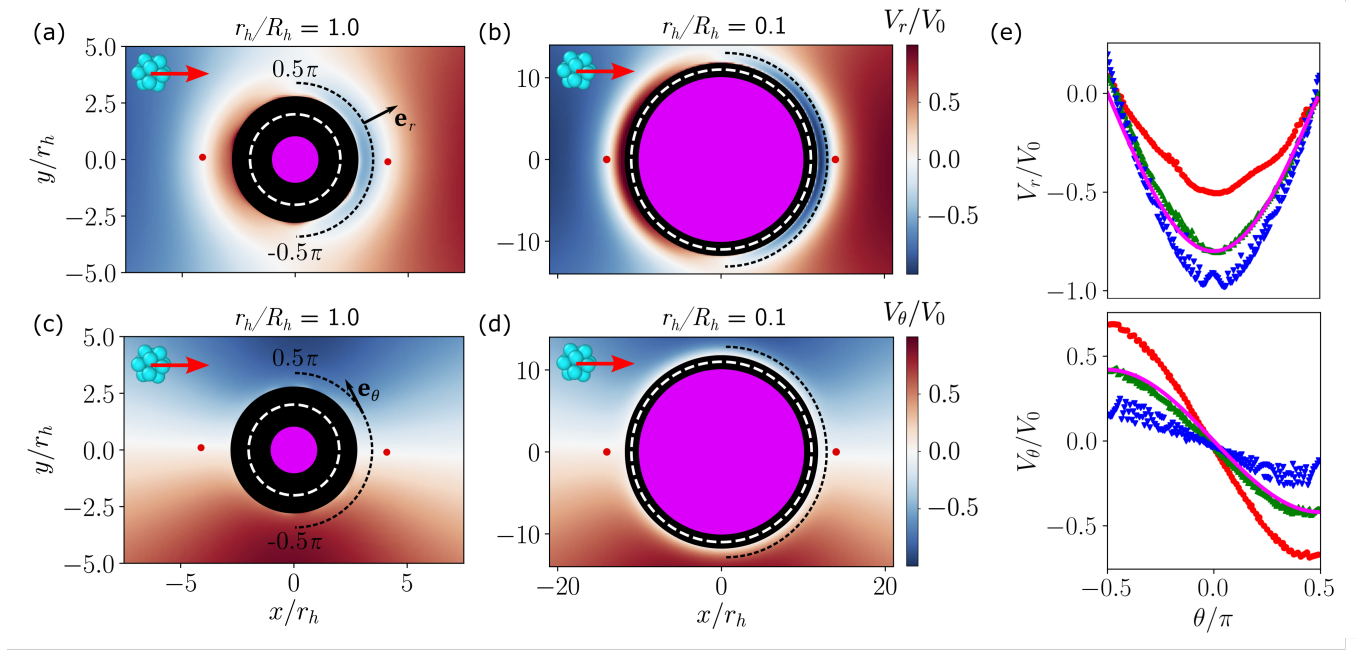 (a)
r_h/R_h = 1.0
5.0
2.5
0.0
−2.5
−5.0
y/r_h
0.5π
e_r
-0.5π
(b)
r_h/R_h = 0.1
V_r/V_0
10
0
−10
0.5
0.0
−0.5
(c)
r_h/R_h = 1.0
5.0
2.5
0.0
−2.5
−5.0
y/r_h
0.5π
e_θ
-0.5π
−5
0
5
x/r_h
(d)
r_h/R_h = 0.1
V_θ/V_0
10
0
−10
−20
0
20
x/r_h
0.5
0.0
−0.5
(e)
0.0
−0.5
−1.0
V_r/V_0
0.5
0.0
−0.5
V_θ/V_0
−0.5
0.0
0.5
θ/π